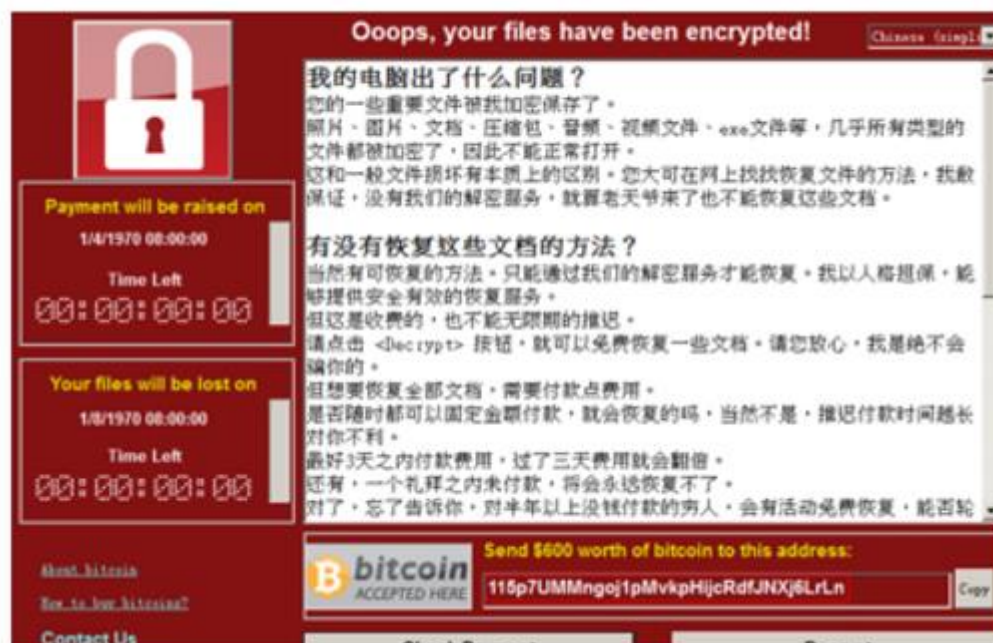 Ooops, your files have been encrypted!
Chinese (simpli
我的电脑出了什么问题？
您的一些重要文件被我加密保存了。
照片、图片、文档、压缩包、音频、视频文件、exe文件等，几乎所有类型的
文件都被加密了，因此不能正常打开。
这和一般文件损坏有本质上的区别。您大可在网上找找恢复文件的方法，我敢
保证，没有我们的解密服务，就算老天爷来了也不能恢复这些文档。
有没有恢复这些文档的方法？
当然有可恢复的方法。只能通过我们的解密服务才能恢复。我以人格担保，能
够提供安全有效的恢复服务。
但这是收费的，也不能无限期的推迟。
请点击 <Decrypt> 按钮，就可以免费恢复一些文档。请您放心，我是绝不会
骗你的。
但想要恢复全部文档，需要付款点费用。
是否随时都可以固定金额付款，就会恢复的吗，当然不是，推迟付款时间越长
对你不利。
最好3天之内付款费用，过了三天费用就会翻倍。
还有，一个礼拜之内未付款，将会永远恢复不了。
对了，忘了告诉你，对半年以上没钱付款的穷人，会有活动免费恢复，能否轮
Payment will be raised on
1/4/1970 08:00:00
Time Left
00:00:00:00
Your files will be lost on
1/8/1970 08:00:00
Time Left
00:00:00:00
About bitcoin
How to buy bitcoins?
Contact Us
bitcoin
ACCEPTED HERE
Send $600 worth of bitcoin to this address:
115p7UMMngoj1pMvkpHijcRdfJNXj6LrLn
Copy